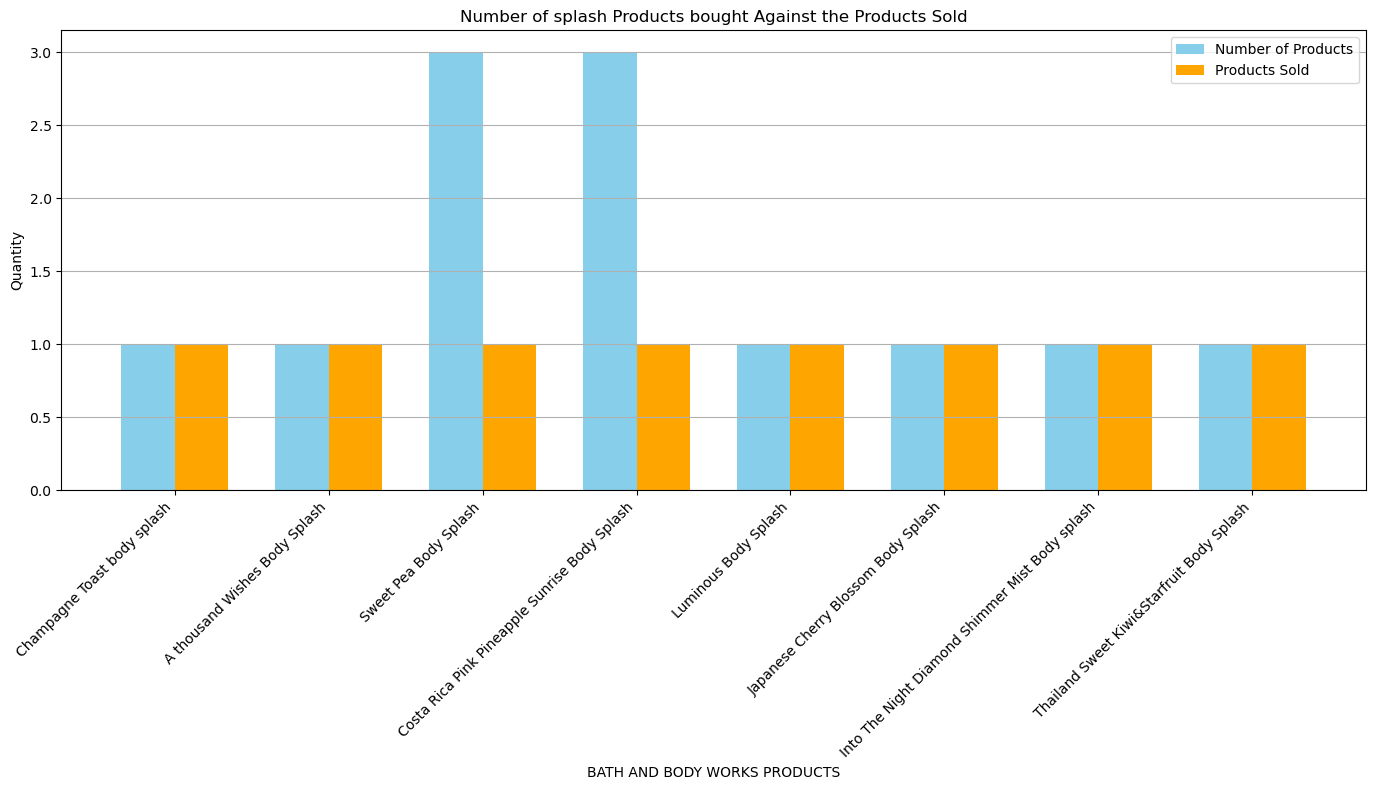 Number of splash Products bought Against the Products Sold
Number of Products
Products Sold
Quantity
3.0
2.5
2.0
1.5
1.0
0.5
0.0
Champagne Toast body splash
A thousand Wishes Body Splash
Sweet Pea Body Splash
Costa Rica Pink Pineapple Sunrise Body Splash
Luminous Body Splash
Japanese Cherry Blossom Body Splash
Into The Night Diamond Shimmer Mist Body splash
Thailand Sweet Kiwi&Starfruit Body Splash
BATH AND BODY WORKS PRODUCTS